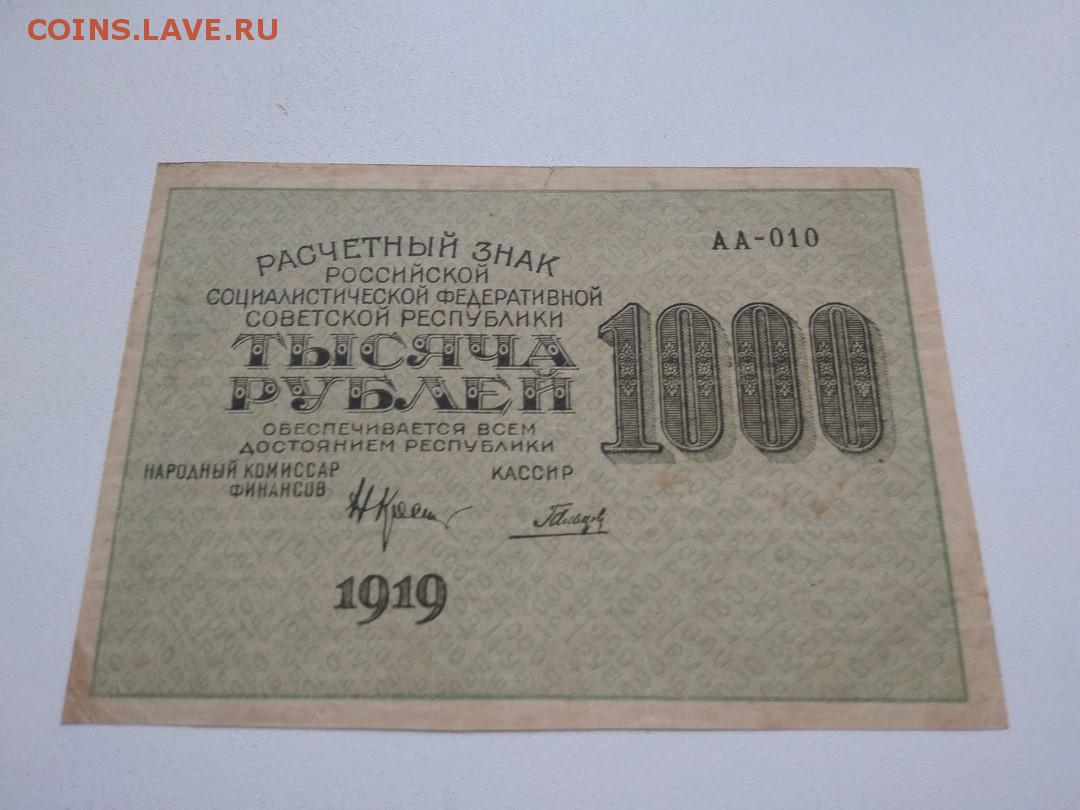 COINS.LAVE.RU
АА-010
РАСЧЕТНЫЙ ЗНАК
РОССИЙСКОЙ
СОЦИАЛИСТИЧЕСКОЙ ФЕДЕРАТИВНОЙ
СОВЕТСКОЙ РЕСПУБЛИКИ
ТЫСЯЧА
РУБЛЕЙ
1000
ОБЕСПЕЧИВАЕТСЯ ВСЕМ
ДОСТОЯНИЕМ РЕСПУБЛИКИ
НАРОДНЫЙ КОМИССАР
ФИНАНСОВ
КАССИР
1919